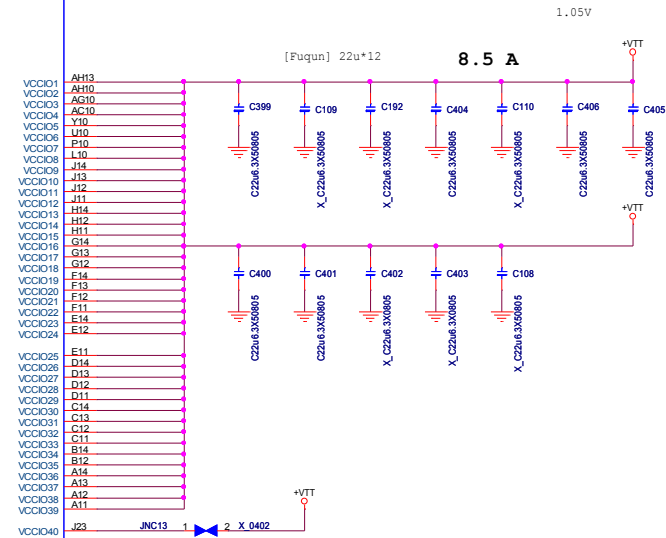 1.05V
[Fuqun] 22u*12
8.5 A
+VTT
VCCIO1 AH13
VCCIO2 AH10
VCCIO3 AG10
VCCIO4 AC10
VCCIO5 Y10
VCCIO6 U10
VCCIO7 P10
VCCIO8 L10
VCCIO9 J14
VCCIO10 J13
VCCIO11 J12
VCCIO12 J11
VCCIO13 H14
VCCIO14 H12
VCCIO15 H11
VCCIO16 G14
VCCIO17 G13
VCCIO18 G12
VCCIO19 F14
VCCIO20 F13
VCCIO21 F12
VCCIO22 F11
VCCIO23 E14
VCCIO24 E12
VCCIO25 E11
VCCIO26 D14
VCCIO27 D13
VCCIO28 D12
VCCIO29 D11
VCCIO30 C14
VCCIO31 C13
VCCIO32 C12
VCCIO33 C11
VCCIO34 B14
VCCIO35 B12
VCCIO36 A14
VCCIO37 A13
VCCIO38 A12
VCCIO39 A11
VCCIO40 J23
C399 C109 C192 C404 C110 C406 C405
C22u6.3X50805 X_C22u6.3X50805 X_C22u6.3X50805 C22u6.3X50805 X_C22u6.3X50805 C22u6.3X50805 C22u6.3X50805
+VTT
C400 C401 C402 C403 C108
C22u6.3X50805 C22u6.3X50805 X_C22u6.3X0805 X_C22u6.3X0805 X_C22u6.3X50805
+VTT
JNC13 1 2 X_0402